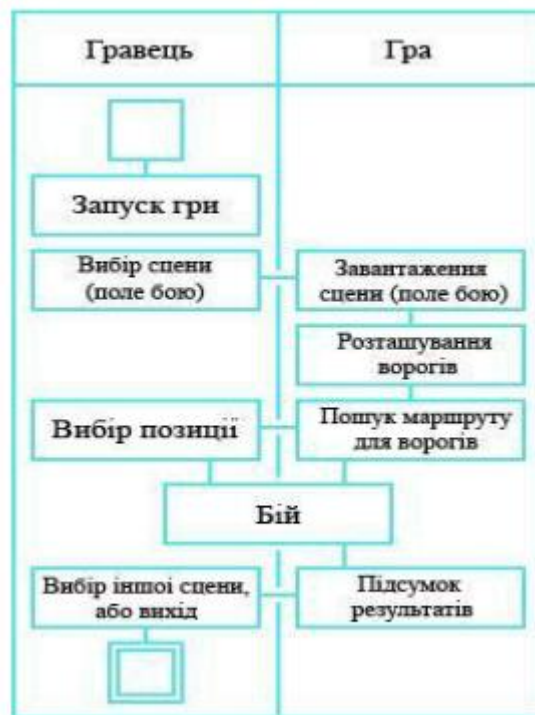 Гравець
Гра
Запуск гри
Вибір сцени
(поле бою)
Завантаження
сцени (поле бою)
Розташування
ворогів
Вибір позиції
Пошук маршруту
для ворогів
Бій
Вибір іншої сцени,
або вихід
Підсумок
результатів